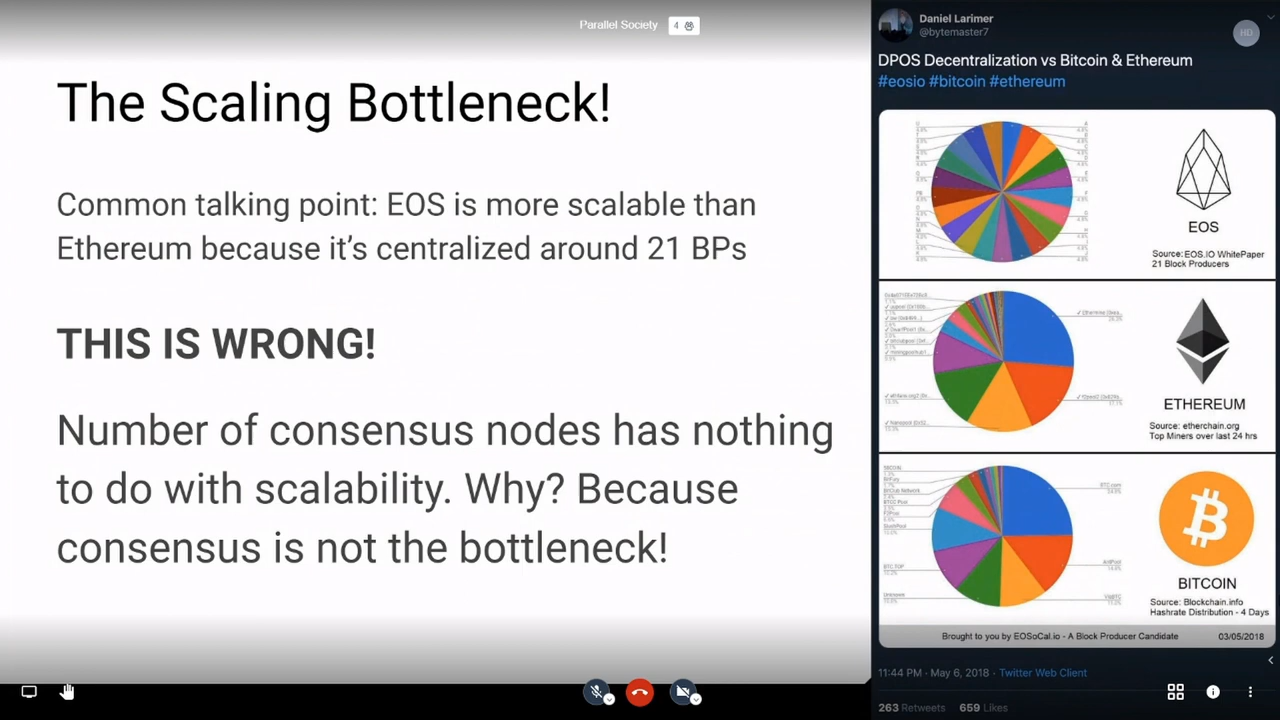 Parallel Society
4
The Scaling Bottleneck!
Common talking point: EOS is more scalable than
Ethereum because it's centralized around 21 BPs
THIS IS WRONG!
Number of consensus nodes has nothing
to do with scalability. Why? Because
consensus is not the bottleneck!
Daniel Larimer
@bytemaster7
HD
DPOS Decentralization vs Bitcoin & Ethereum
#eosio #bitcoin #ethereum
EOS
Source: EOS.IO WhitePaper
21 Block Producers
ETHEREUM
Source: etherchain.org
Top Miners over last 24 hrs
BITCOIN
Source: Blockchain.info
Hashrate Distribution - 4 Days
Brought to you by EOSoCal.io - A Block Producer Candidate
03/05/2018
11:44 PM · May 6, 2018 · Twitter Web Client
263 Retweets 659 Likes